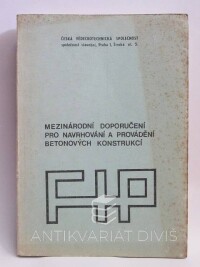 ČESKÁ VĚDECKOTECHNICKÁ SPOLEČNOST
MEZINÁRODNÍ DOPORUČENÍ
PRO NAVRHOVÁNÍ A PROVÁDĚNÍ
BETONOVÝCH KONSTRUKCÍ
FIP
ANTIKVARIÁT DIVIŠ